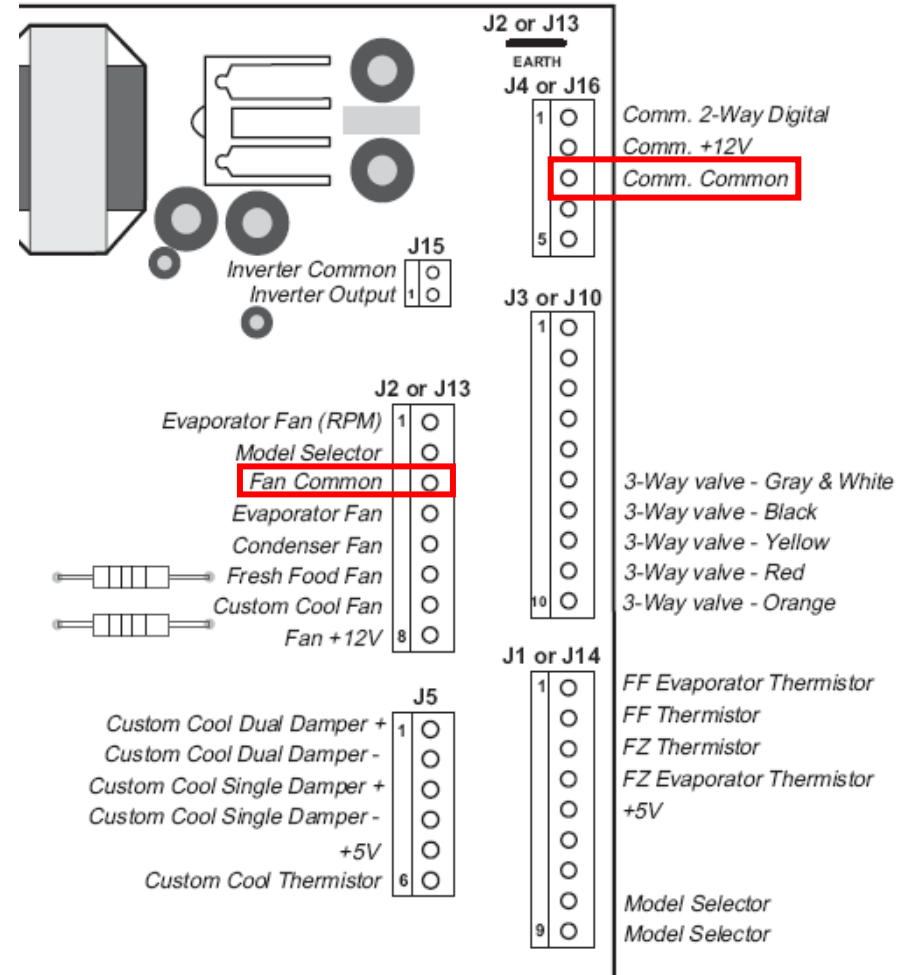 J2 or J13
EARTH
J4 or J16
1
Comm. 2-Way Digital
Comm. +12V
Comm. Common
5
J15
Inverter Common
Inverter Output
1
J3 or J10
1
3-Way valve - Gray & White
3-Way valve - Black
3-Way valve - Yellow
3-Way valve - Red
10
3-Way valve - Orange
J2 or J13
Evaporator Fan (RPM)
1
Model Selector
Fan Common
Evaporator Fan
Condenser Fan
Fresh Food Fan
Custom Cool Fan
Fan +12V
8
J1 or J14
1
FF Evaporator Thermistor
FF Thermistor
FZ Thermistor
FZ Evaporator Thermistor
+5V
Model Selector
9
Model Selector
J5
Custom Cool Dual Damper +
1
Custom Cool Dual Damper -
Custom Cool Single Damper +
Custom Cool Single Damper -
+5V
Custom Cool Thermistor
6